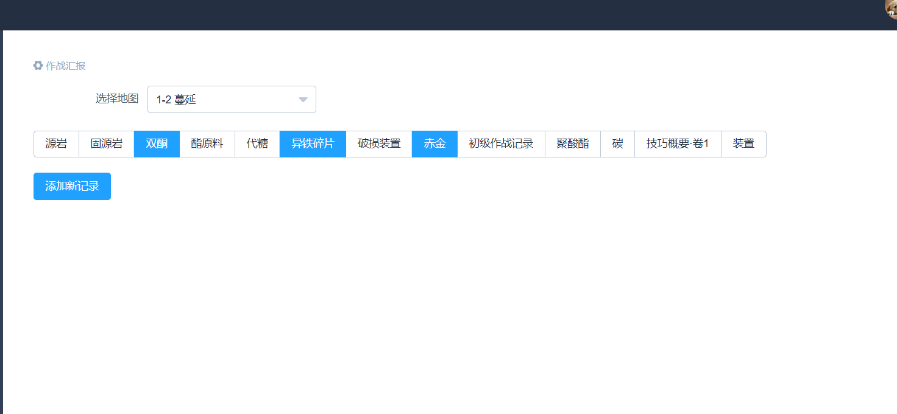 作战汇报
选择地图 1-2 蔓延
源岩 固源岩 双酮 酯原料 代糖 异铁碎片 破损装置 赤金 初级作战记录 聚酸酯 碳 技巧概要·卷1 装置
添加新记录